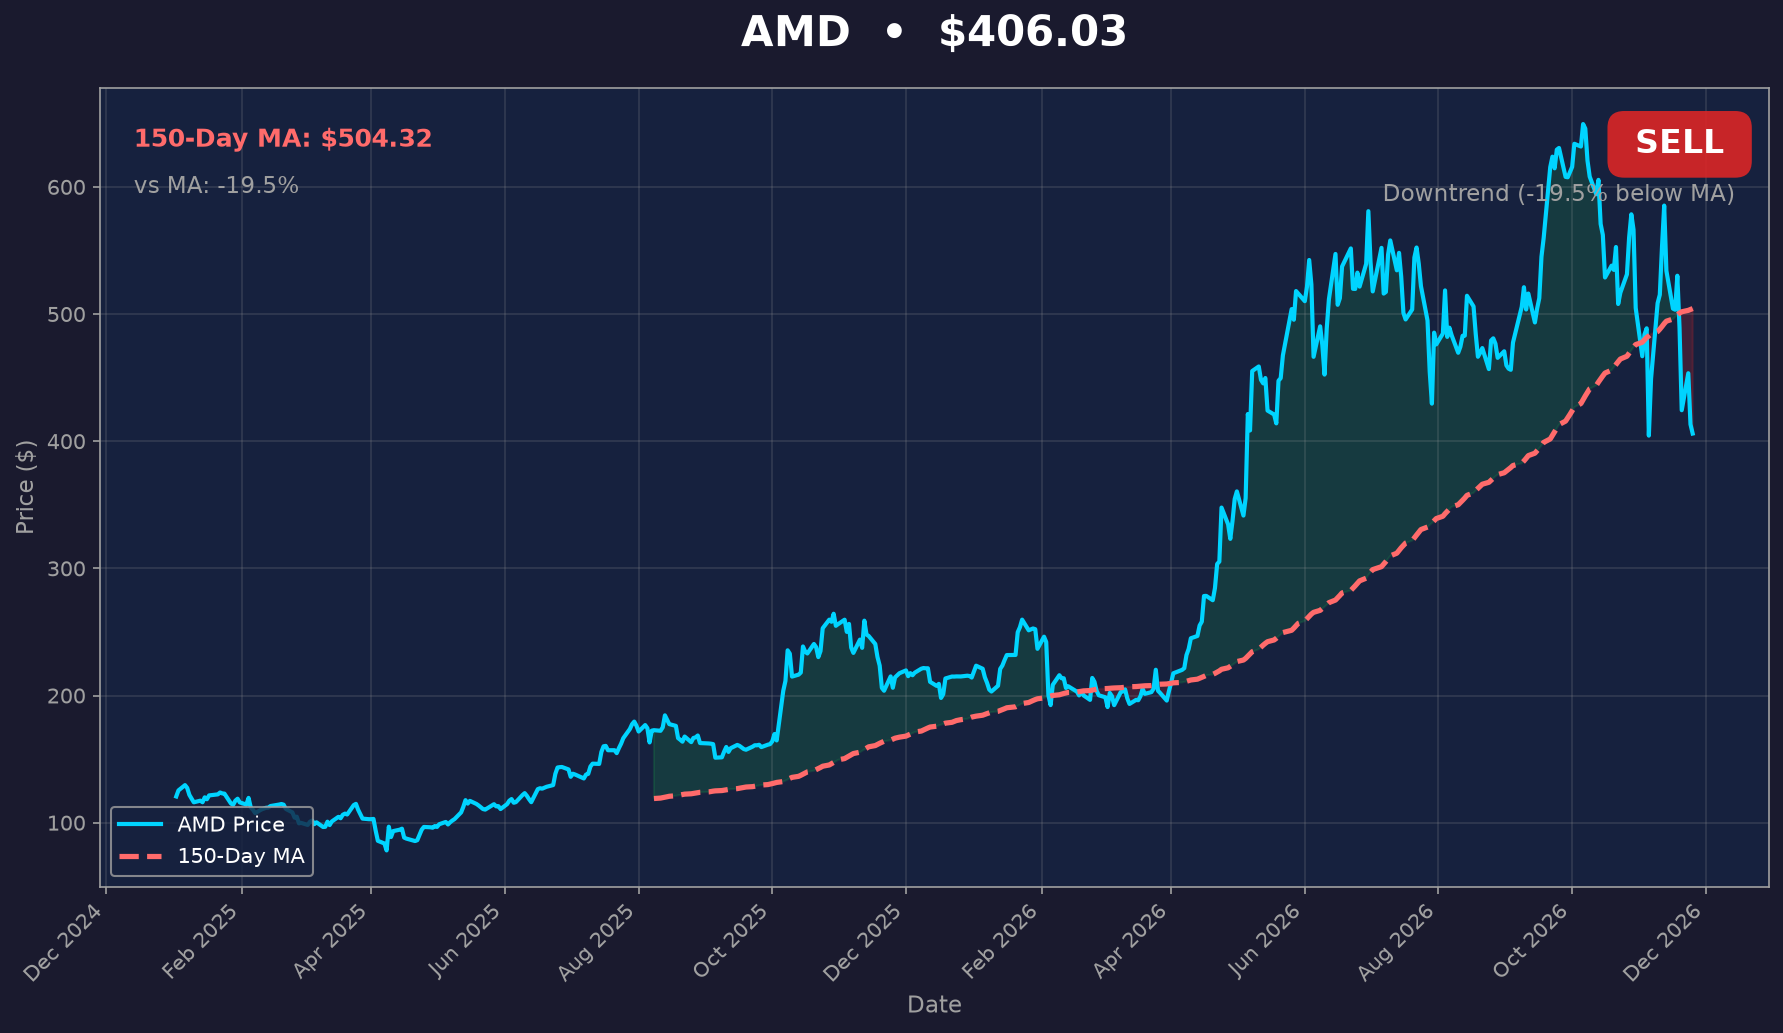 AMD • $406.03
150-Day MA: $504.32
vs MA: -19.5%
SELL
Downtrend (-19.5% below MA)
Price ($)
600
500
400
300
200
100
AMD Price
150-Day MA
Dec 2024
Feb 2025
Apr 2025
Jun 2025
Aug 2025
Oct 2025
Dec 2025
Feb 2026
Apr 2026
Jun 2026
Aug 2026
Oct 2026
Dec 2026
Date